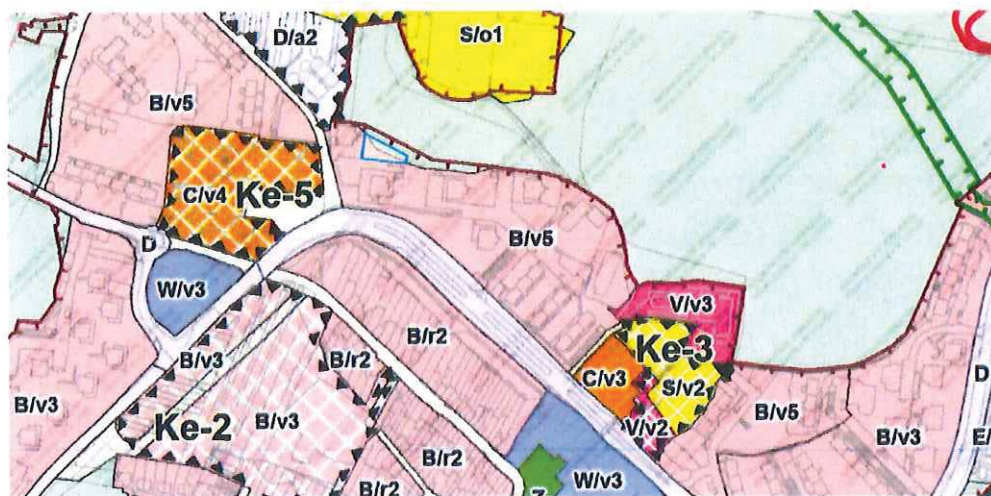 D/a2
S/o1
B/v5
C/v4
Ke-5
D
B/v5
W/v3
V/v3
B/r2
Ke-3
B/v3
B/r2
C/v3
S/v2
D
B/v3
B/v3
B/v5
V/v2
B/v3
Ke-2
E/
B/r2
W/v3
B/r2